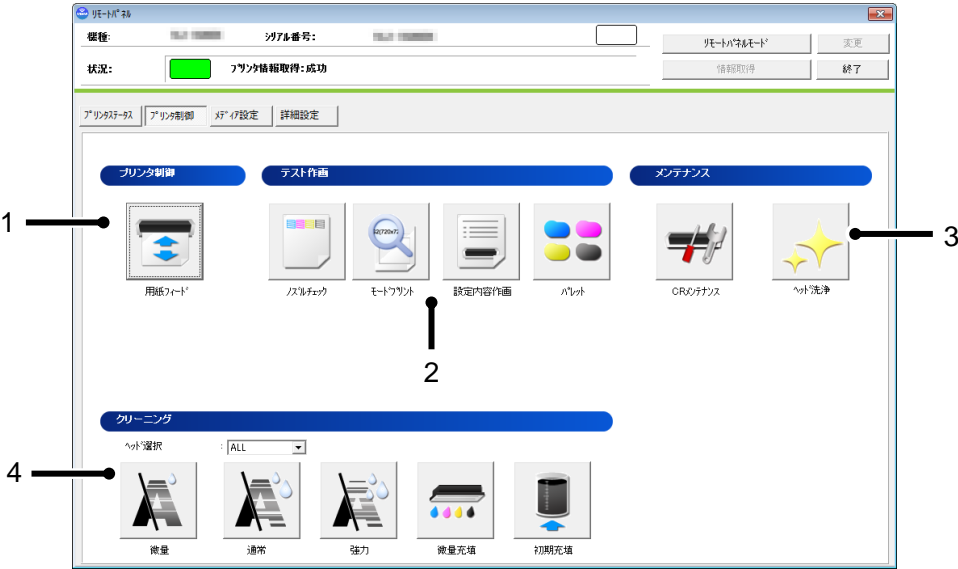 リモートパネル
機種:
シリアル番号:
リモートパネルモード
変更
状況:
プリンタ情報取得:成功
情報取得
終了
プリンタステータス
プリンタ制御
メディア設定
詳細設定
プリンタ制御
テスト作画
メンテナンス
1
3
用紙フィード
ノズルチェック
モードプリント
設定内容作画
パレット
CRメンテナンス
ヘッド洗浄
2
クリーニング
ヘッド選択
: ALL
4
微量
通常
強力
微量充填
初期充填